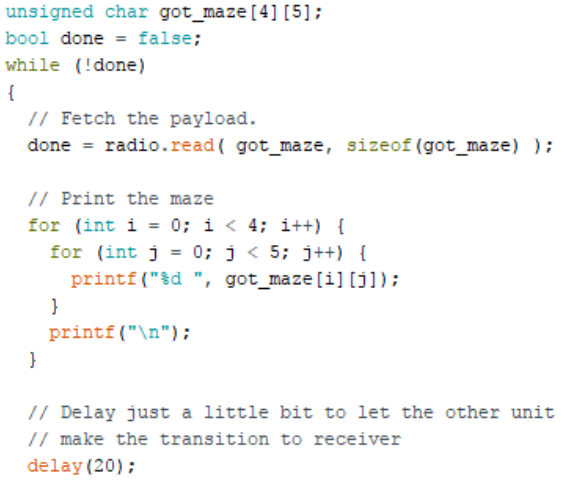 unsigned char got_maze[4][5];
bool done = false;
while (!done)
{
  // Fetch the payload.
  done = radio.read( got_maze, sizeof(got_maze) );

  // Print the maze
  for (int i = 0; i < 4; i++) {
    for (int j = 0; j < 5; j++) {
      printf("%d ", got_maze[i][j]);
    }
    printf("\n");
  }

  // Delay just a little bit to let the other unit
  // make the transition to receiver
  delay(20);